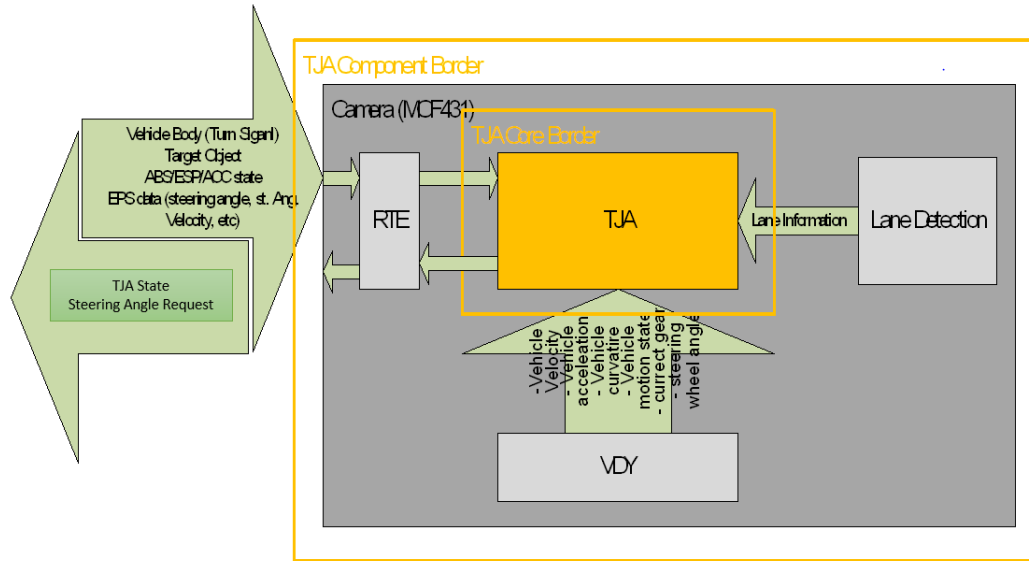 TJA Component Border
Camera (MCF431)
TJA Core Border
Vehicle Body (Turn SIganl)
Target Object
ABS/ESP/ACC state
EPS data (steering angle, st. Ang.
Velocity, etc)
RTE
TJA
Lane Information
Lane Detection
TJA State
Steering Angle Request
- Vehicle
Velocity
- Vehicle
acceleration
- Vehicle
curvatire
- Vehicle
motion state
- currect gear
- steering
wheel angle
VDY